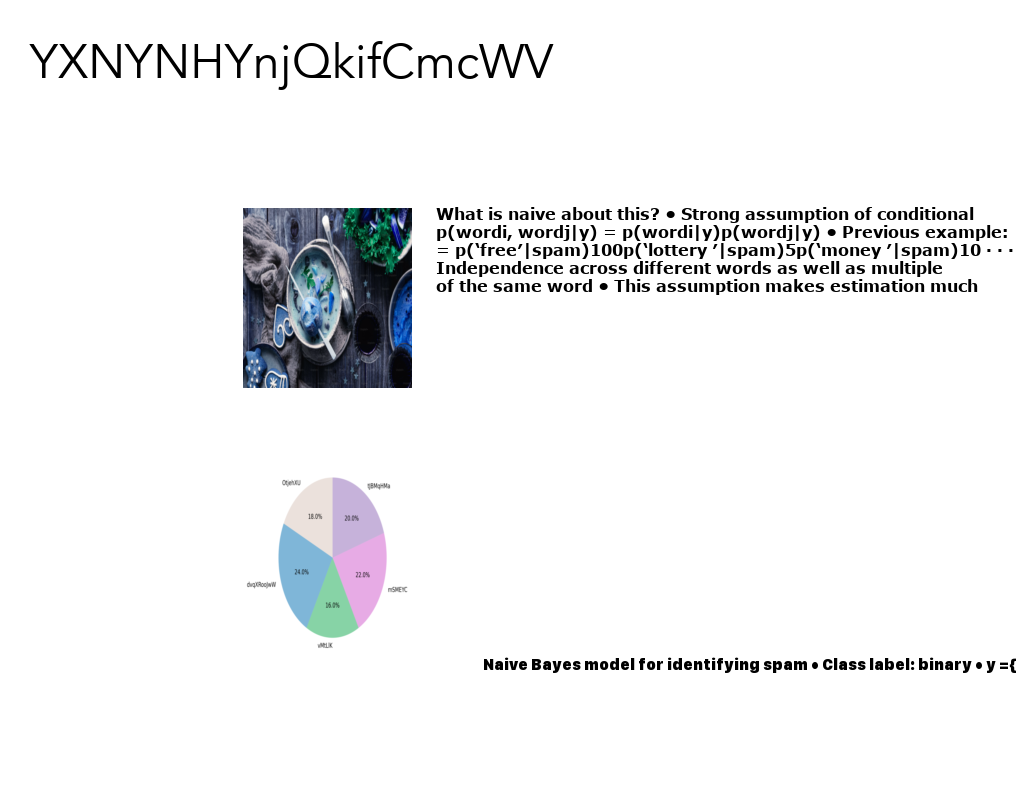 YXNYNHYnjQkifCmcWV
What is naive about this? • Strong assumption of conditional
p(wordi, wordj|y) = p(wordi|y)p(wordj|y) • Previous example:
= p(‘free’|spam)100p(‘lottery ’|spam)5p(‘money ’|spam)10 · · ·
Independence across different words as well as multiple
of the same word • This assumption makes estimation much
OtjehXU
tjBMqHMa
18.0%
20.0%
24.0%
22.0%
dvqXRoojwW
mSMEYC
16.0%
vMtLlK
Naive Bayes model for identifying spam • Class label: binary • y ={